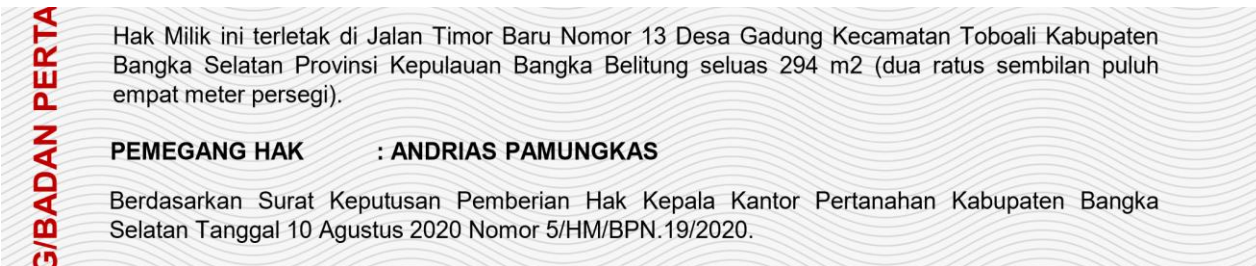 Hak Milik ini terletak di Jalan Timor Baru Nomor 13 Desa Gadung Kecamatan Toboali Kabupaten
Bangka Selatan Provinsi Kepulauan Bangka Belitung seluas 294 m2 (dua ratus sembilan puluh
empat meter persegi).
PEMEGANG HAK : ANDRIAS PAMUNGKAS
Berdasarkan Surat Keputusan Pemberian Hak Kepala Kantor Pertanahan Kabupaten Bangka
Selatan Tanggal 10 Agustus 2020 Nomor 5/HM/BPN.19/2020.
G/BADAN PERTA